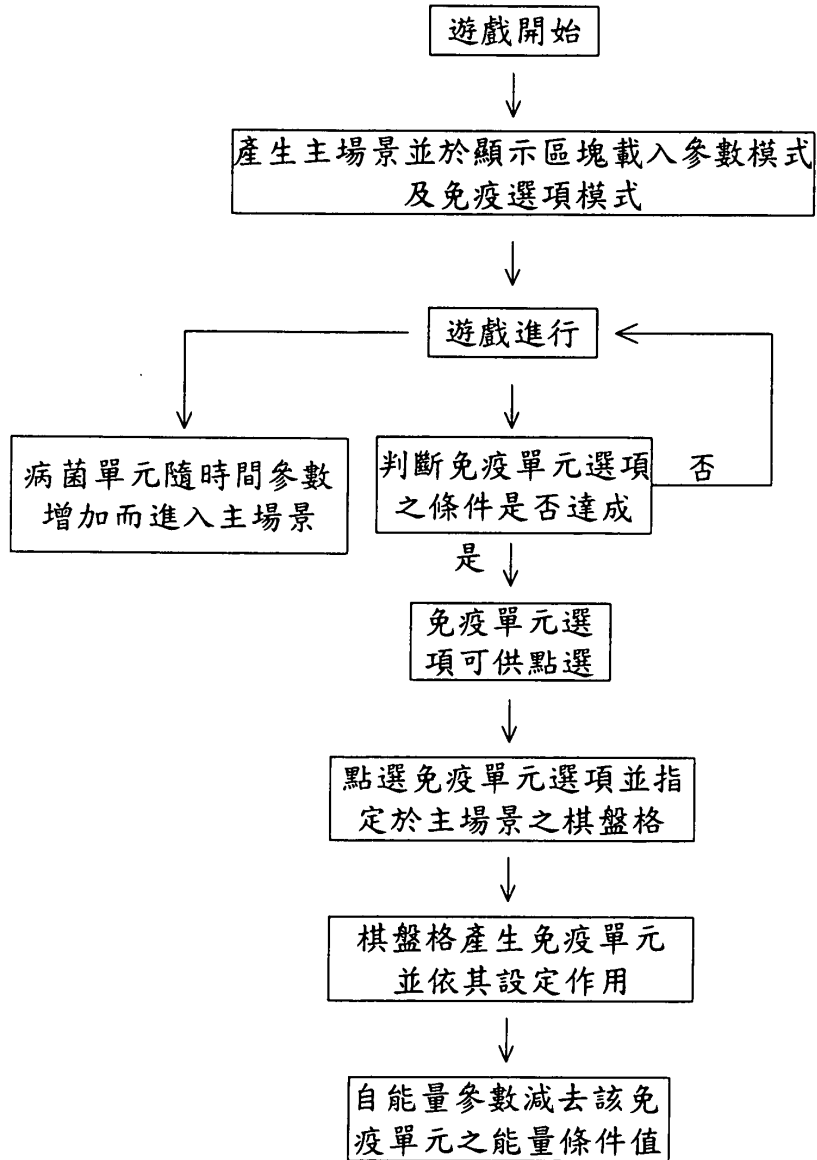 遊戲開始
產生主場景並於顯示區塊載入參數模式
及免疫選項模式
遊戲進行
病菌單元隨時間參數
增加而進入主場景
判斷免疫單元選項
之條件是否達成
否
是
免疫單元選
項可供點選
點選免疫單元選項並指
定於主場景之棋盤格
棋盤格產生免疫單元
並依其設定作用
自能量參數減去該免
疫單元之能量條件值